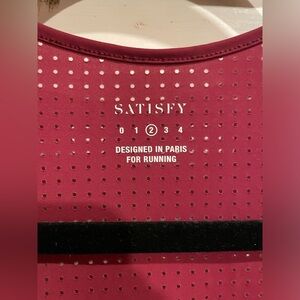 SATISFY
0 1 2 3 4
DESIGNED IN PARIS
FOR RUNNING